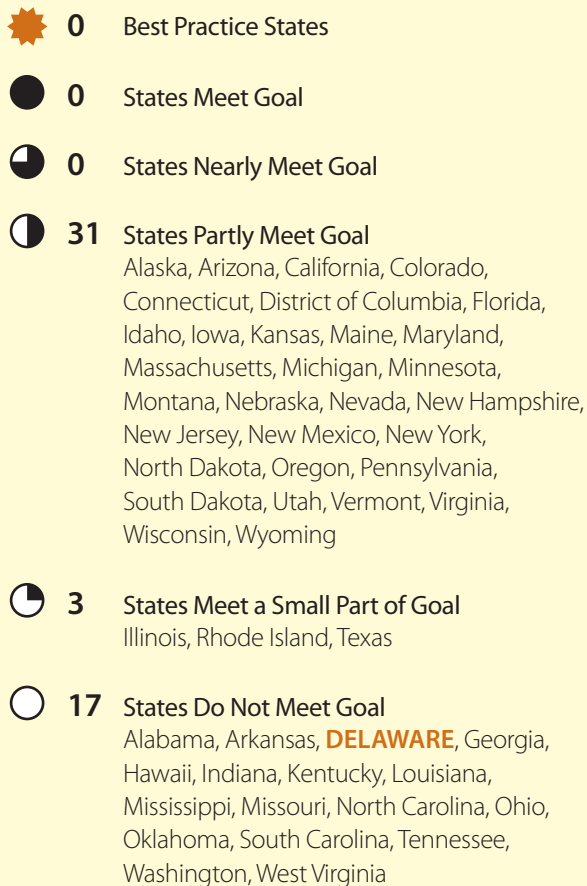 0 Best Practice States
0 States Meet Goal
0 States Nearly Meet Goal
31 States Partly Meet Goal
Alaska, Arizona, California, Colorado,
Connecticut, District of Columbia, Florida,
Idaho, Iowa, Kansas, Maine, Maryland,
Massachusetts, Michigan, Minnesota,
Montana, Nebraska, Nevada, New Hampshire,
New Jersey, New Mexico, New York,
North Dakota, Oregon, Pennsylvania,
South Dakota, Utah, Vermont, Virginia,
Wisconsin, Wyoming
3 States Meet a Small Part of Goal
Illinois, Rhode Island, Texas
17 States Do Not Meet Goal
Alabama, Arkansas, DELAWARE, Georgia,
Hawaii, Indiana, Kentucky, Louisiana,
Mississippi, Missouri, North Carolina, Ohio,
Oklahoma, South Carolina, Tennessee,
Washington, West Virginia